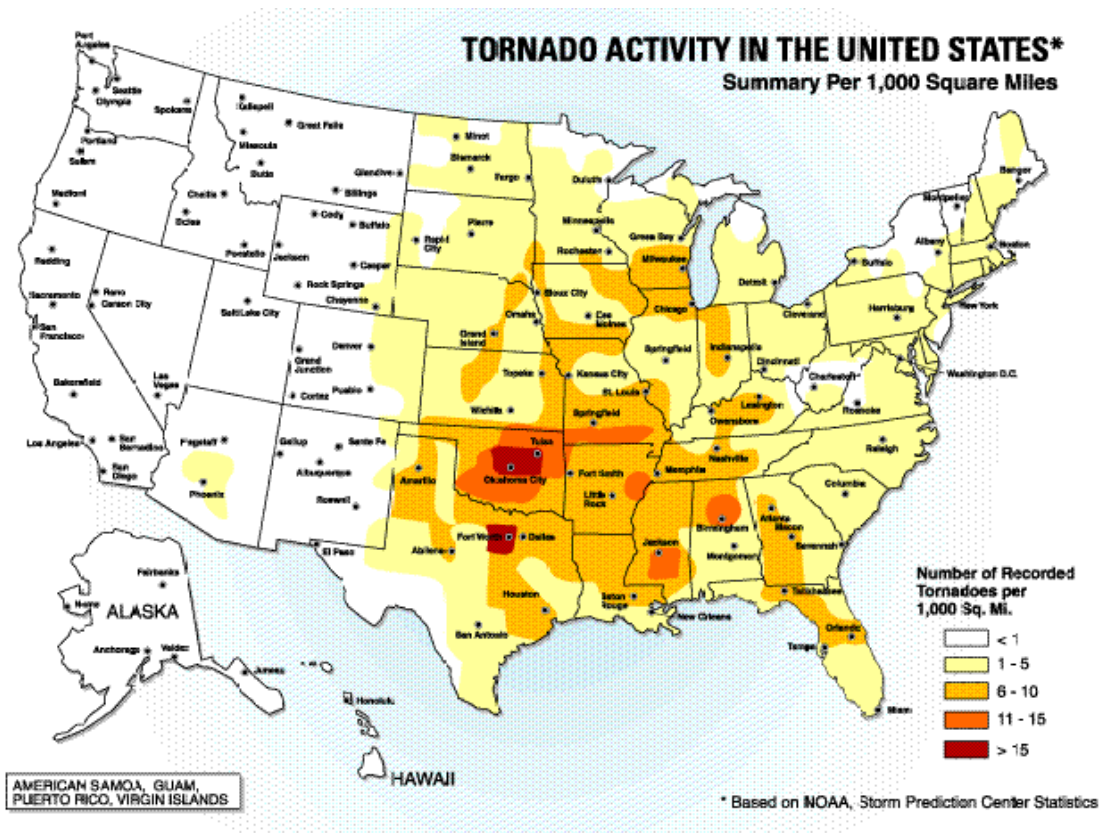 TORNADO ACTIVITY IN THE UNITED STATES*
Summary Per 1,000 Square Miles
Port
Angeles
Seattle
Olympia
Spokane
Kalispell
Great Falls
Portland
Salem
Missoula
Butte
Glendive
Minot
Bismarck
Fargo
Duluth
Bangor
Medford
Challis
Boise
Billings
Cody
Buffalo
Pierre
Rapid
City
Minneapolis
Rochester
Green Bay
Milwaukee
Montpelier
Albany
Boston
Buffalo
Pocatello
Jackson
Casper
Redding
Rock Springs
Cheyenne
Sioux City
Detroit
Chicago
Cleveland
Harrisburg
New York
Sacramento
Reno
Carson City
Salt Lake City
San
Francisco
Omaha
Des
Moines
Grand
Island
Denver
Grand
Junction
Springfield
Indianapolis
Cincinnati
Washington D.C.
Bakersfield
Las
Vegas
Cortez
Pueblo
Topeka
Kansas City
St. Louis
Charleston
Roanoke
Wichita
Springfield
Lexington
Owensboro
Los Angeles
San
Bernadino
San
Diego
Flagstaff
Gallup
Santa Fe
Albuquerque
Tulsa
Oklahoma City
Amarillo
Fort Smith
Little
Rock
Memphis
Nashville
Raleigh
Phoenix
Roswell
Columbia
Atlanta
Macon
Birmingham
Savannah
El Paso
Abilene
Fort Worth
Dallas
Jackson
Montgomery
Fairbanks
Nome
ALASKA
Anchorage
Valdez
Juneau
Houston
San Antonio
Baton
Rouge
New Orleans
Tallahassee
Orlando
Tampa
Miami
Honolulu
HAWAII
Number of Recorded
Tornadoes per
1,000 Sq. Mi.
< 1
1 - 5
6 - 10
11 - 15
> 15
AMERICAN SAMOA, GUAM,
PUERTO RICO, VIRGIN ISLANDS
* Based on NOAA, Storm Prediction Center Statistics